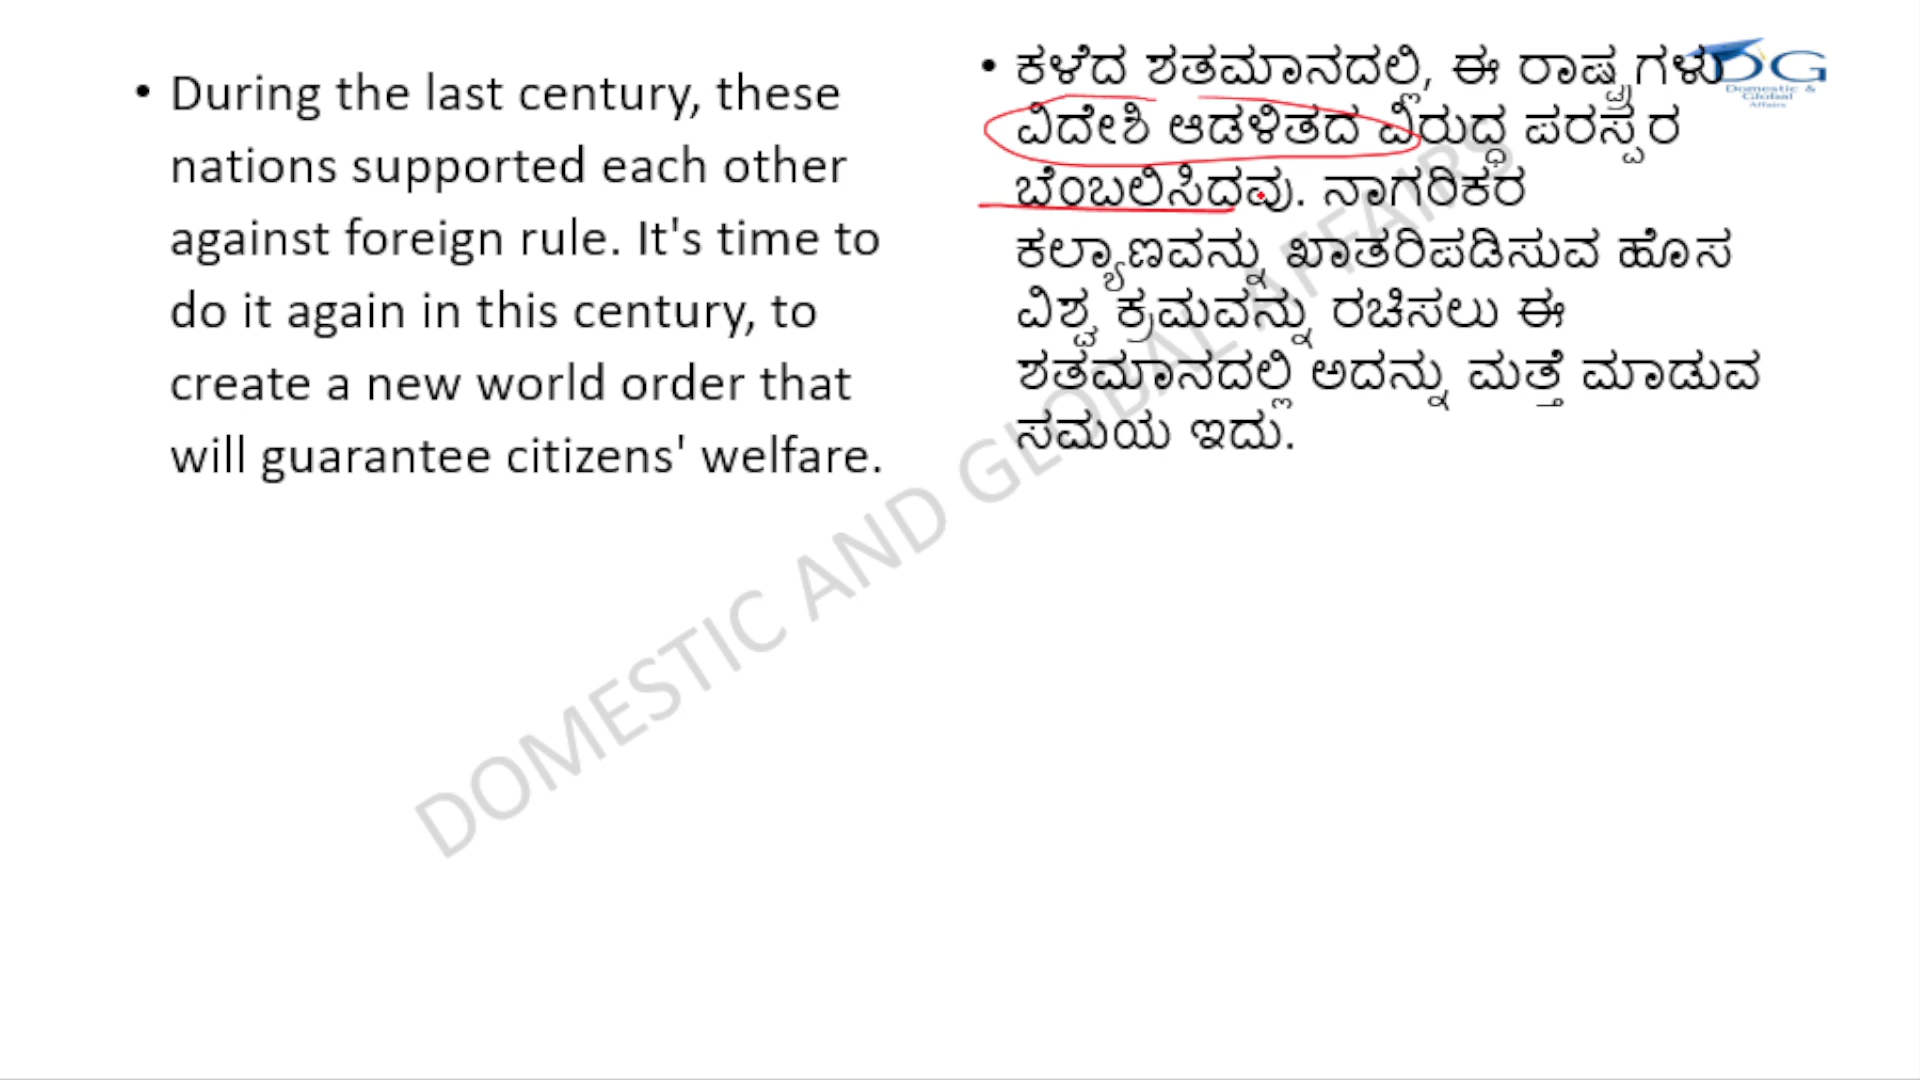 • During the last century, these
nations supported each other
against foreign rule. It's time to
do it again in this century, to
create a new world order that
will guarantee citizens' welfare.
• ಕಳೆದ ಶತಮಾನದಲ್ಲಿ, ಈ ರಾಷ್ಟ್ರಗಳು
ವಿದೇಶಿ ಆಡಳಿತದ ವಿರುದ್ಧ ಪರಸ್ಪರ
ಬೆಂಬಲಿಸಿದವು. ನಾಗರಿಕರ
ಕಲ್ಯಾಣವನ್ನು ಖಾತರಿಪಡಿಸುವ ಹೊಸ
ವಿಶ್ವ ಕ್ರಮವನ್ನು ರಚಿಸಲು ಈ
ಶತಮಾನದಲ್ಲಿ ಅದನ್ನು ಮತ್ತೆ ಮಾಡುವ
ಸಮಯ ಇದು.
DG
Domestic &
Global
Affairs
DOMESTIC AND GLOBAL AFFAIRS